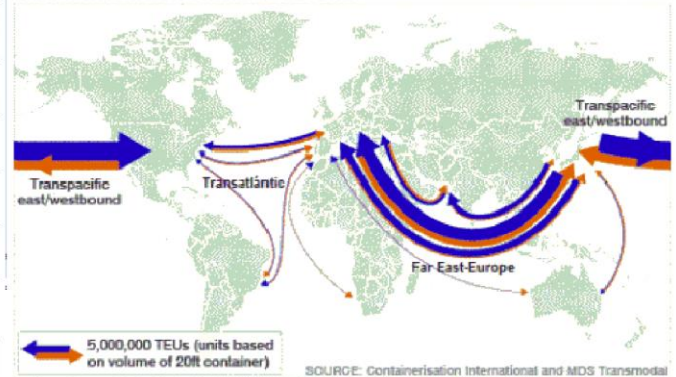 Transpacific
east/westbound
Transpacific
east/westbound
Transatlantic
Far East-Europe
5,000,000 TEUs (units based
on volume of 20ft container)
SOURCE: Containerisation International and MDS Transmodal